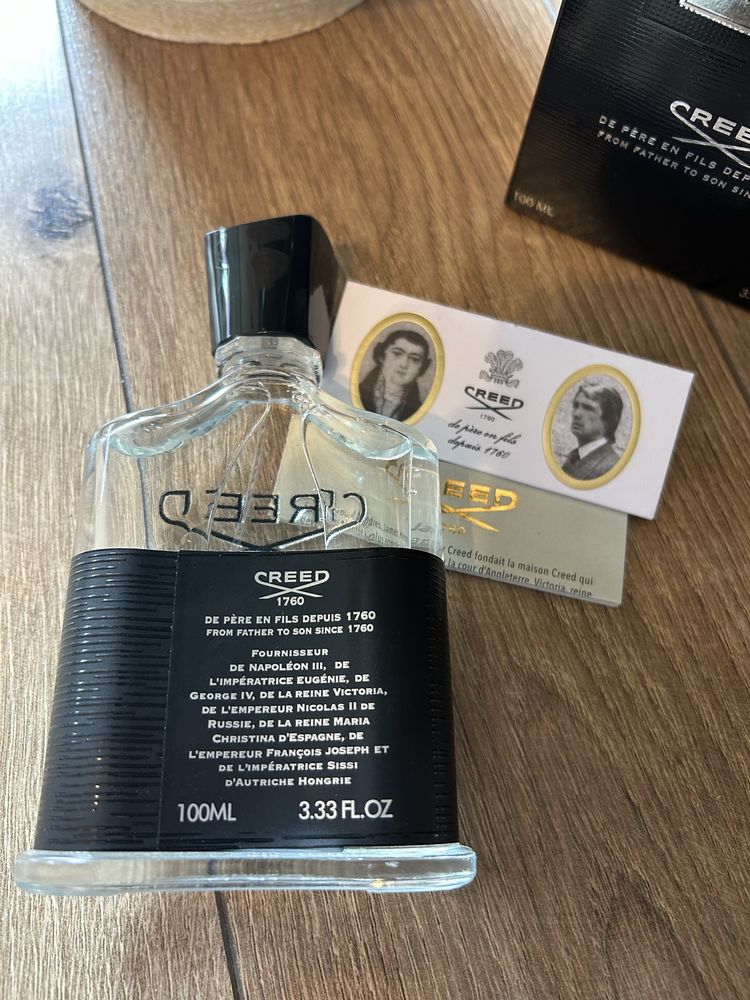 CREED
DE PÈRE EN FILS DEP
FROM FATHER TO SON SIN
100 ML
3.
CREED
1760
de père en fils
depuis 1760
CREED
Creed fondait la maison Creed qui
la cour d'Angleterre, Victoria, reine
CREED
CREED
1760
DE PÈRE EN FILS DEPUIS 1760
FROM FATHER TO SON SINCE 1760
FOURNISSEUR
DE NAPOLÉON III, DE
L'IMPÉRATRICE EUGÉNIE, DE
GEORGE IV, DE LA REINE VICTORIA,
DE L'EMPEREUR NICOLAS II DE
RUSSIE, DE LA REINE MARIA
CHRISTINA D'ESPAGNE, DE
L'EMPEREUR FRANÇOIS JOSEPH ET
DE L'IMPÉRATRICE SISSI
D'AUTRICHE HONGRIE
100ML 3.33 FL.OZ